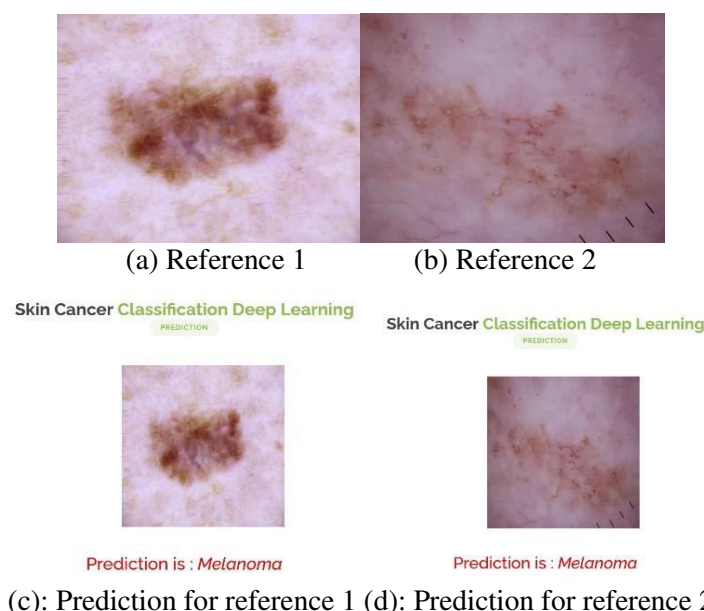 (a) Reference 1
(b) Reference 2
Skin Cancer Classification Deep Learning
PREDICTION
Prediction is : Melanoma
Skin Cancer Classification Deep Learning
PREDICTION
Prediction is : Melanoma
(c): Prediction for reference 1 (d): Prediction for reference 2